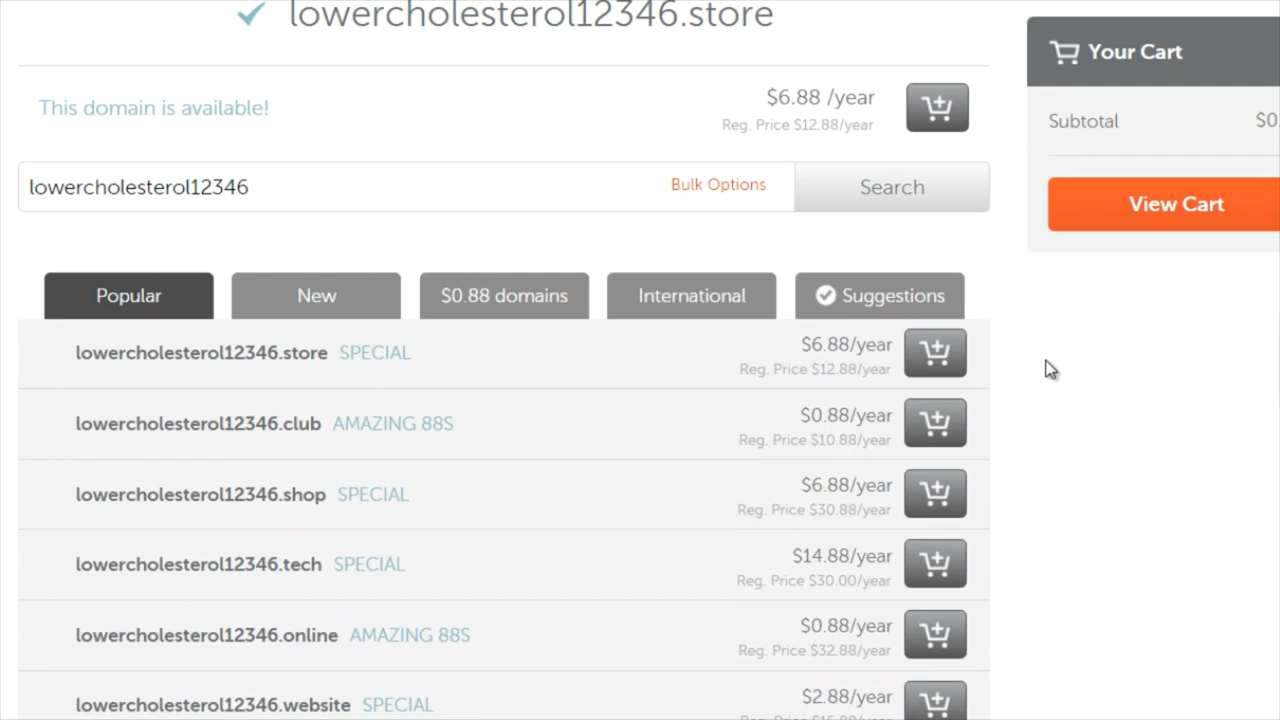 lowercholesterol12346.store
This domain is available!
$6.88 /year
Reg. Price $12.88/year
lowercholesterol12346
Bulk Options
Search
Your Cart
Subtotal
$0
View Cart
Popular
New
$0.88 domains
International
Suggestions
lowercholesterol12346.store SPECIAL
$6.88/year
Reg. Price $12.88/year
lowercholesterol12346.club AMAZING 88S
$0.88/year
Reg. Price $10.88/year
lowercholesterol12346.shop SPECIAL
$6.88/year
Reg. Price $30.88/year
lowercholesterol12346.tech SPECIAL
$14.88/year
Reg. Price $30.00/year
lowercholesterol12346.online AMAZING 88S
$0.88/year
Reg. Price $32.88/year
lowercholesterol12346.website SPECIAL
$2.88/year